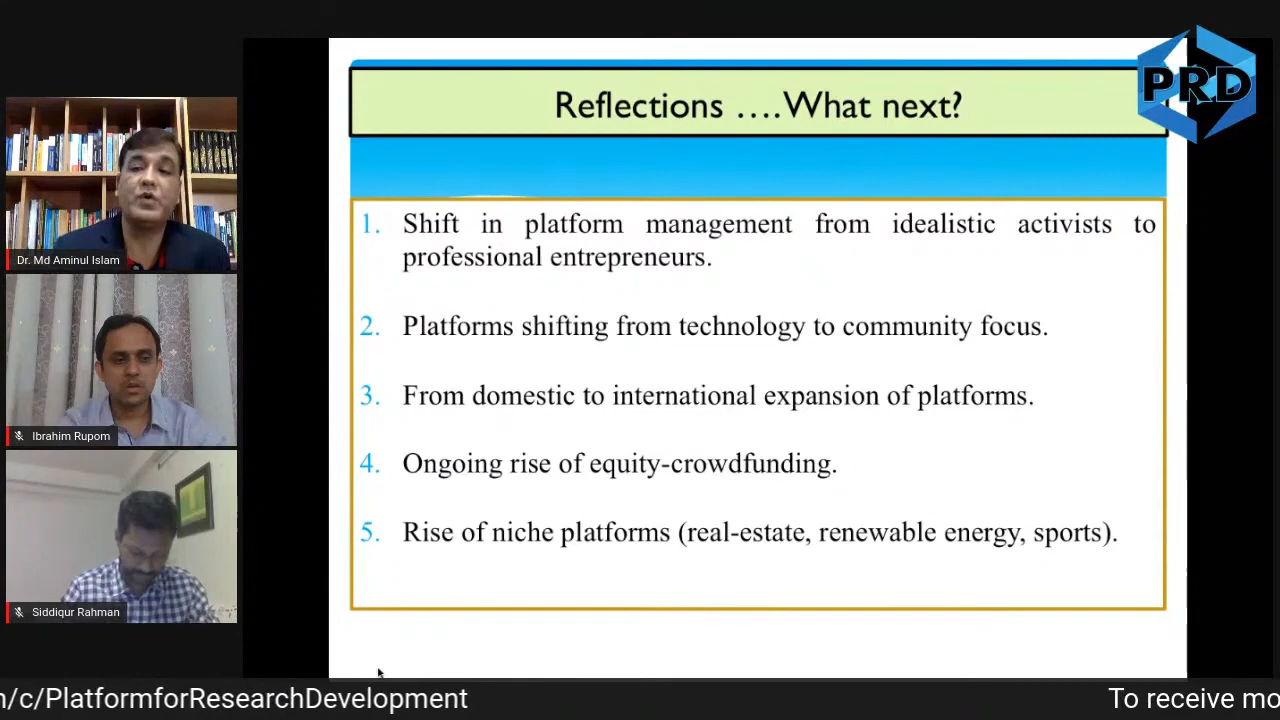 PRD
Reflections ....What next?
1. Shift in platform management from idealistic activists to
professional entrepreneurs.
2. Platforms shifting from technology to community focus.
3. From domestic to international expansion of platforms.
4. Ongoing rise of equity-crowdfunding.
5. Rise of niche platforms (real-estate, renewable energy, sports).
Dr. Md Aminul Islam
Ibrahim Rupom
Siddiqur Rahman
/c/PlatformforResearchDevelopment
To receive mo